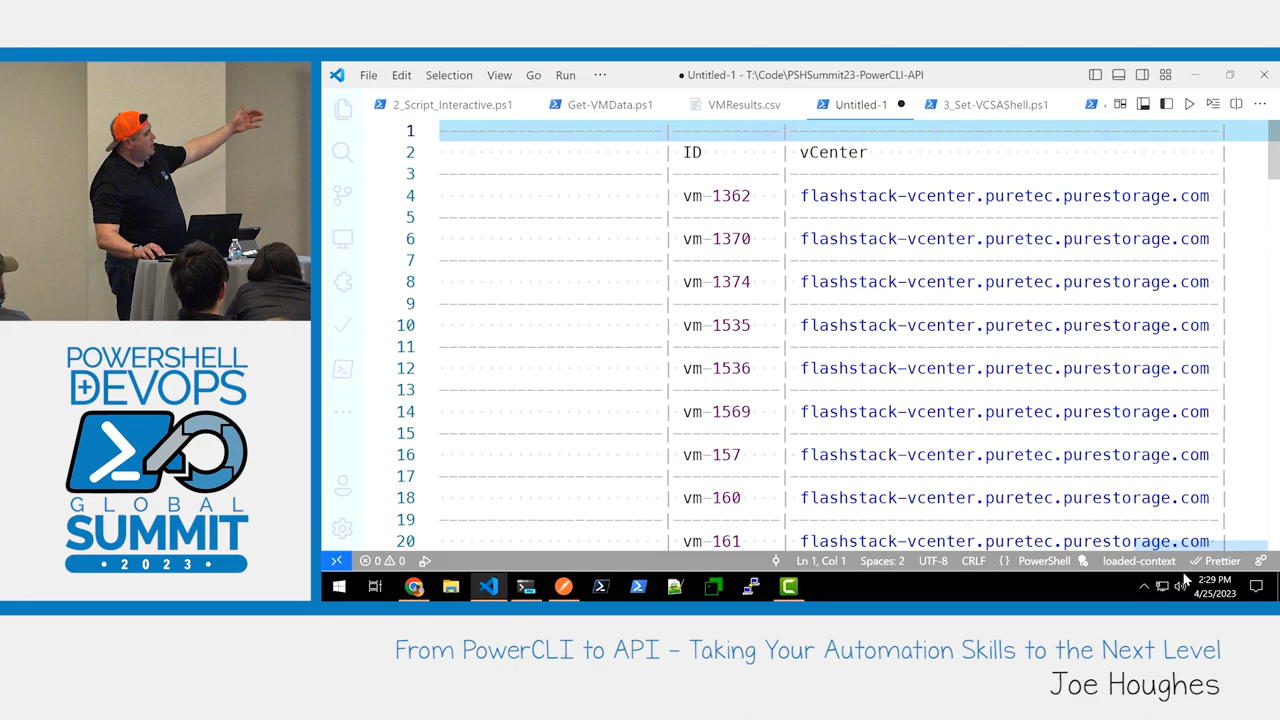 File Edit Selection View Go Run ··· ● Untitled-1 - T:\Code\PSHSummit23-PowerCLI-API
2_Script_Interactive.ps1 Get-VMData.ps1 VMResults.csv Untitled-1 ● 3_Set-VCSAShell.ps1
1
2 ID vCenter
3
4 vm-1362 flashstack-vcenter.puretec.purestorage.com
5
6 vm-1370 flashstack-vcenter.puretec.purestorage.com
7
8 vm-1374 flashstack-vcenter.puretec.purestorage.com
9
10 vm-1535 flashstack-vcenter.puretec.purestorage.com
11
12 vm-1536 flashstack-vcenter.puretec.purestorage.com
13
14 vm-1569 flashstack-vcenter.puretec.purestorage.com
15
16 vm-157 flashstack-vcenter.puretec.purestorage.com
17
18 vm-160 flashstack-vcenter.puretec.purestorage.com
19
20 vm-161 flashstack-vcenter.puretec.purestorage.com
0 0 Ln 1, Col 1 Spaces: 2 UTF-8 CRLF {} PowerShell loaded-context Prettier
2:29 PM
4/25/2023
POWERSHELL
+ DEVOPS
GLOBAL
SUMMIT
• 2023 •
From PowerCLI to API - Taking Your Automation Skills to the Next Level
Joe Houghes